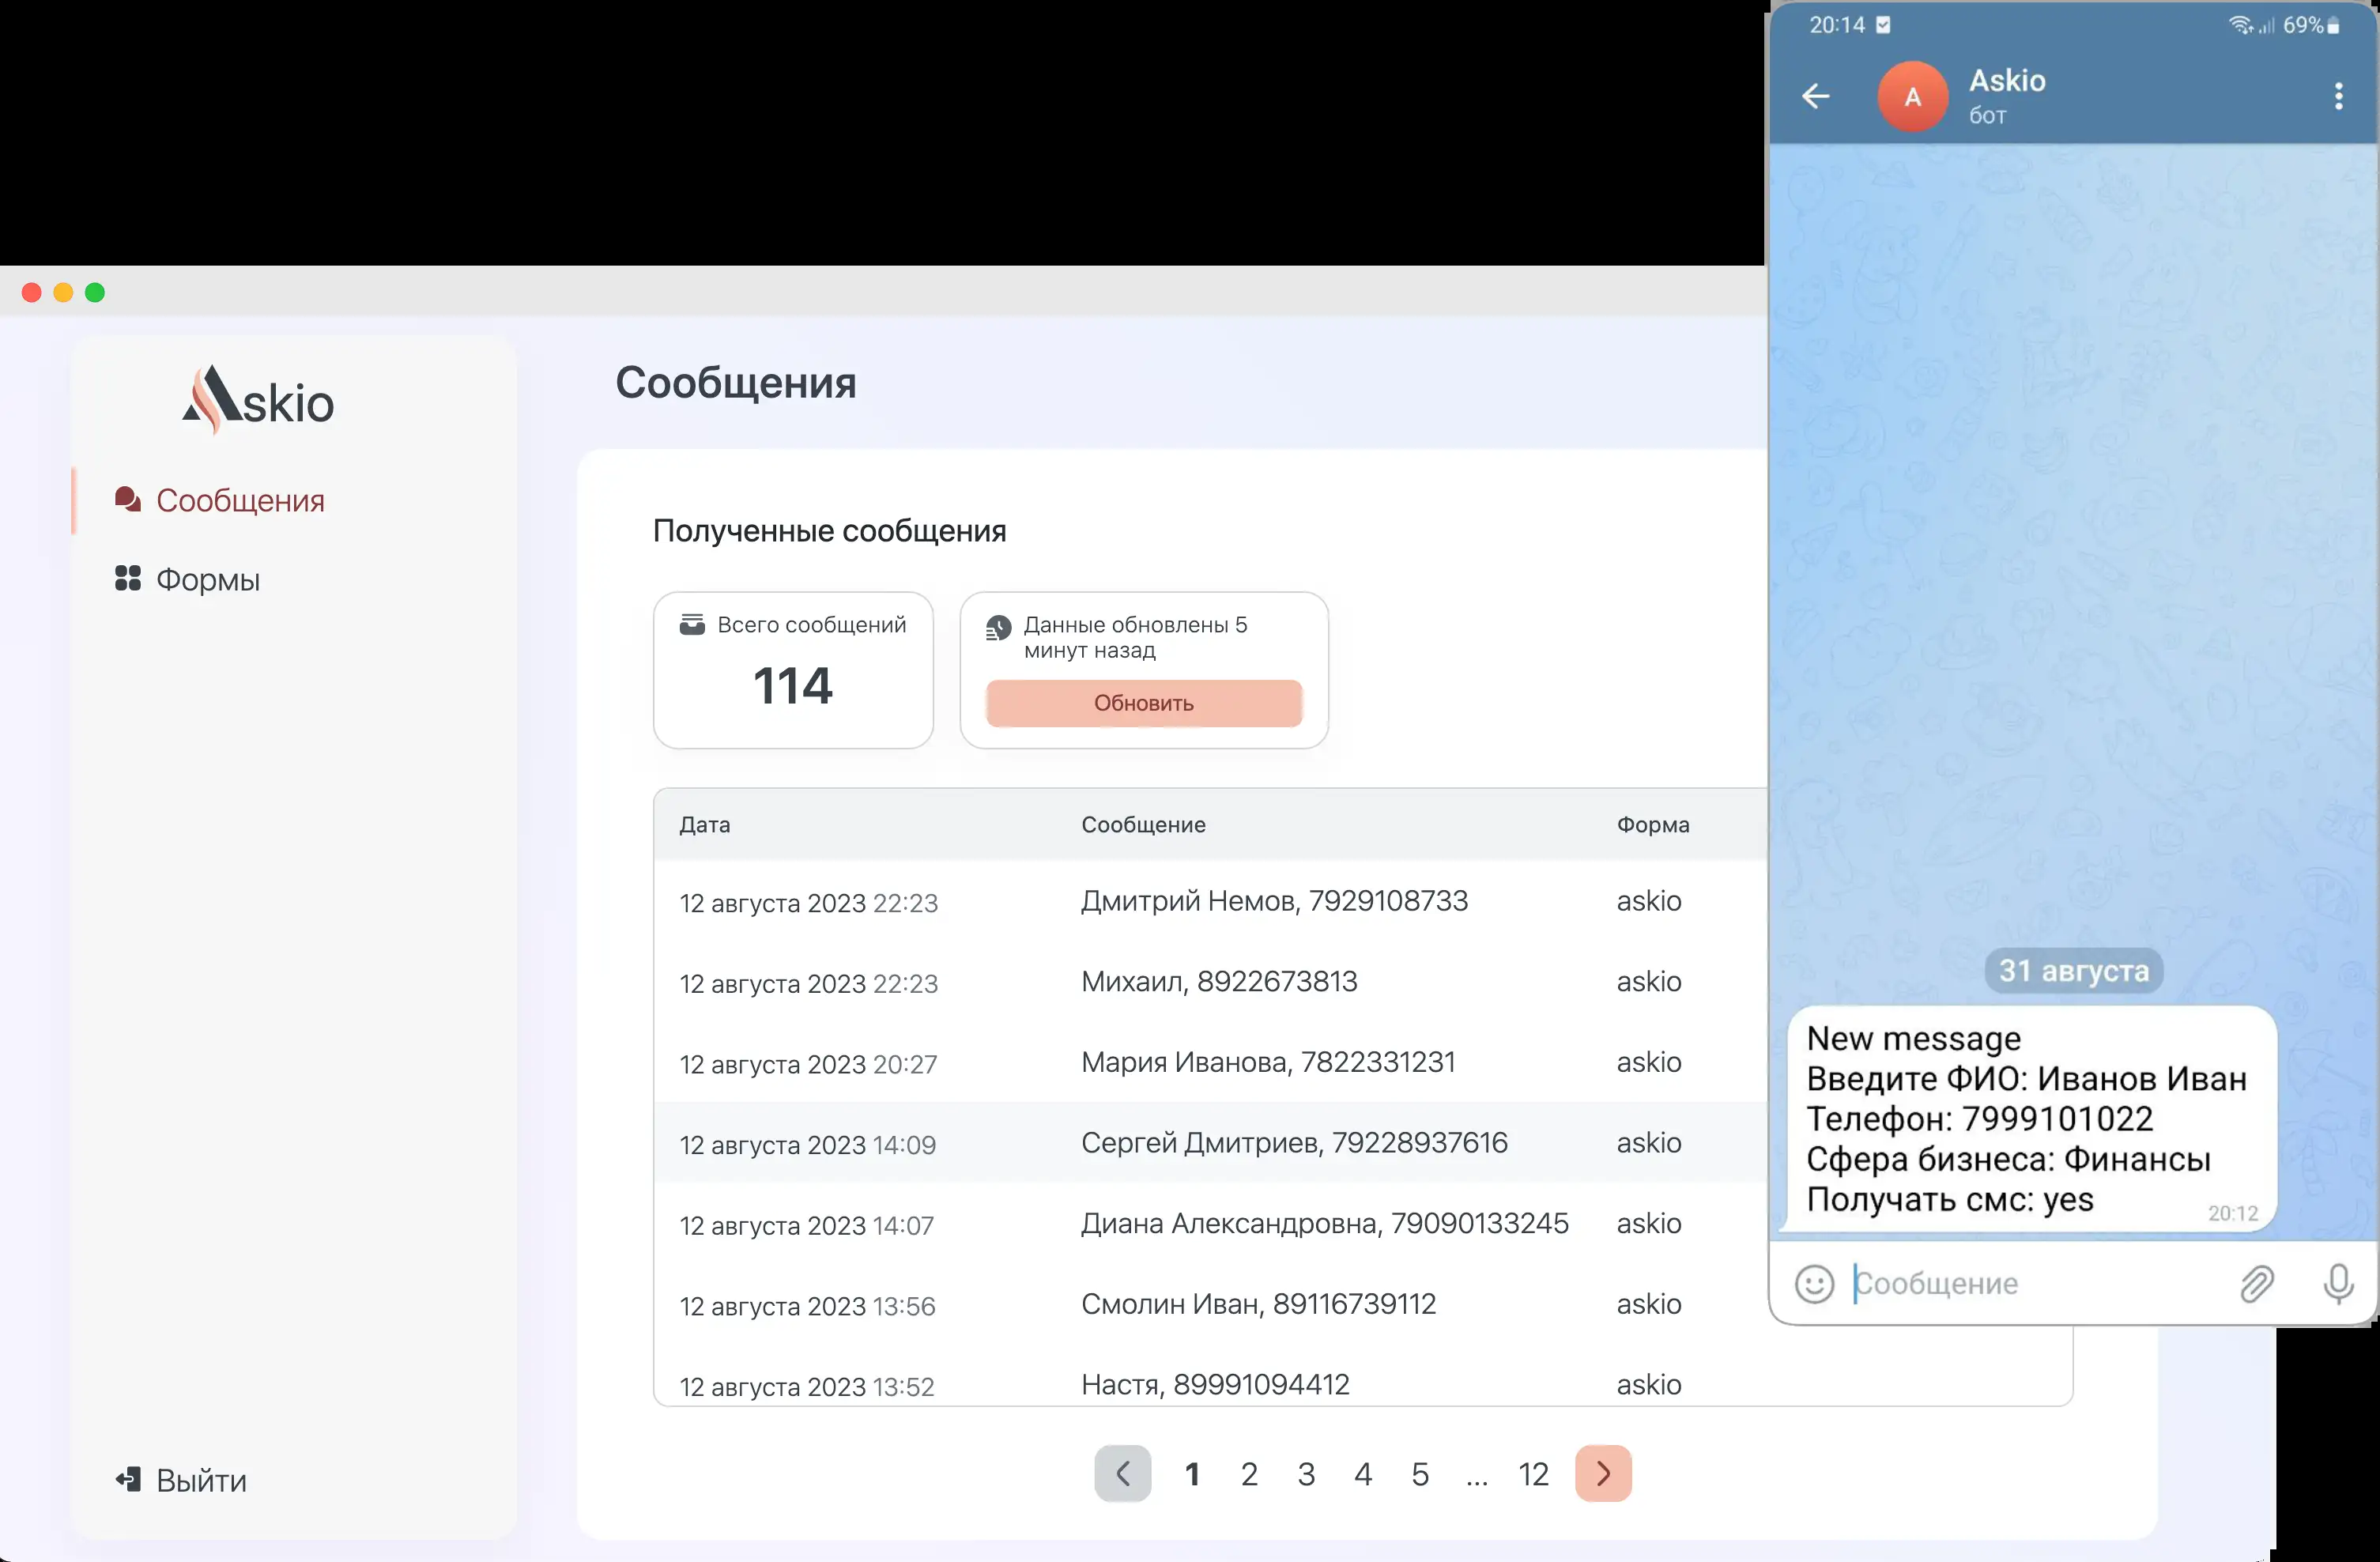 Askio
Сообщения
Формы
Выйти
Сообщения
Полученные сообщения
Всего сообщений
114
Данные обновлены 5
минут назад
Обновить
Дата Сообщение Форма
12 августа 2023 22:23 Дмитрий Немов, 7929108733 askio
12 августа 2023 22:23 Михаил, 8922673813 askio
12 августа 2023 20:27 Мария Иванова, 7822331231 askio
12 августа 2023 14:09 Сергей Дмитриев, 79228937616 askio
12 августа 2023 14:07 Диана Александровна, 79090133245 askio
12 августа 2023 13:56 Смолин Иван, 89116739112 askio
12 августа 2023 13:52 Настя, 89991094412 askio
1 2 3 4 5 ... 12
20:14 69%
A
Askio
бот
31 августа
New message
Введите ФИО: Иванов Иван
Телефон: 7999101022
Сфера бизнеса: Финансы
Получать смс: yes
20:12
Сообщение